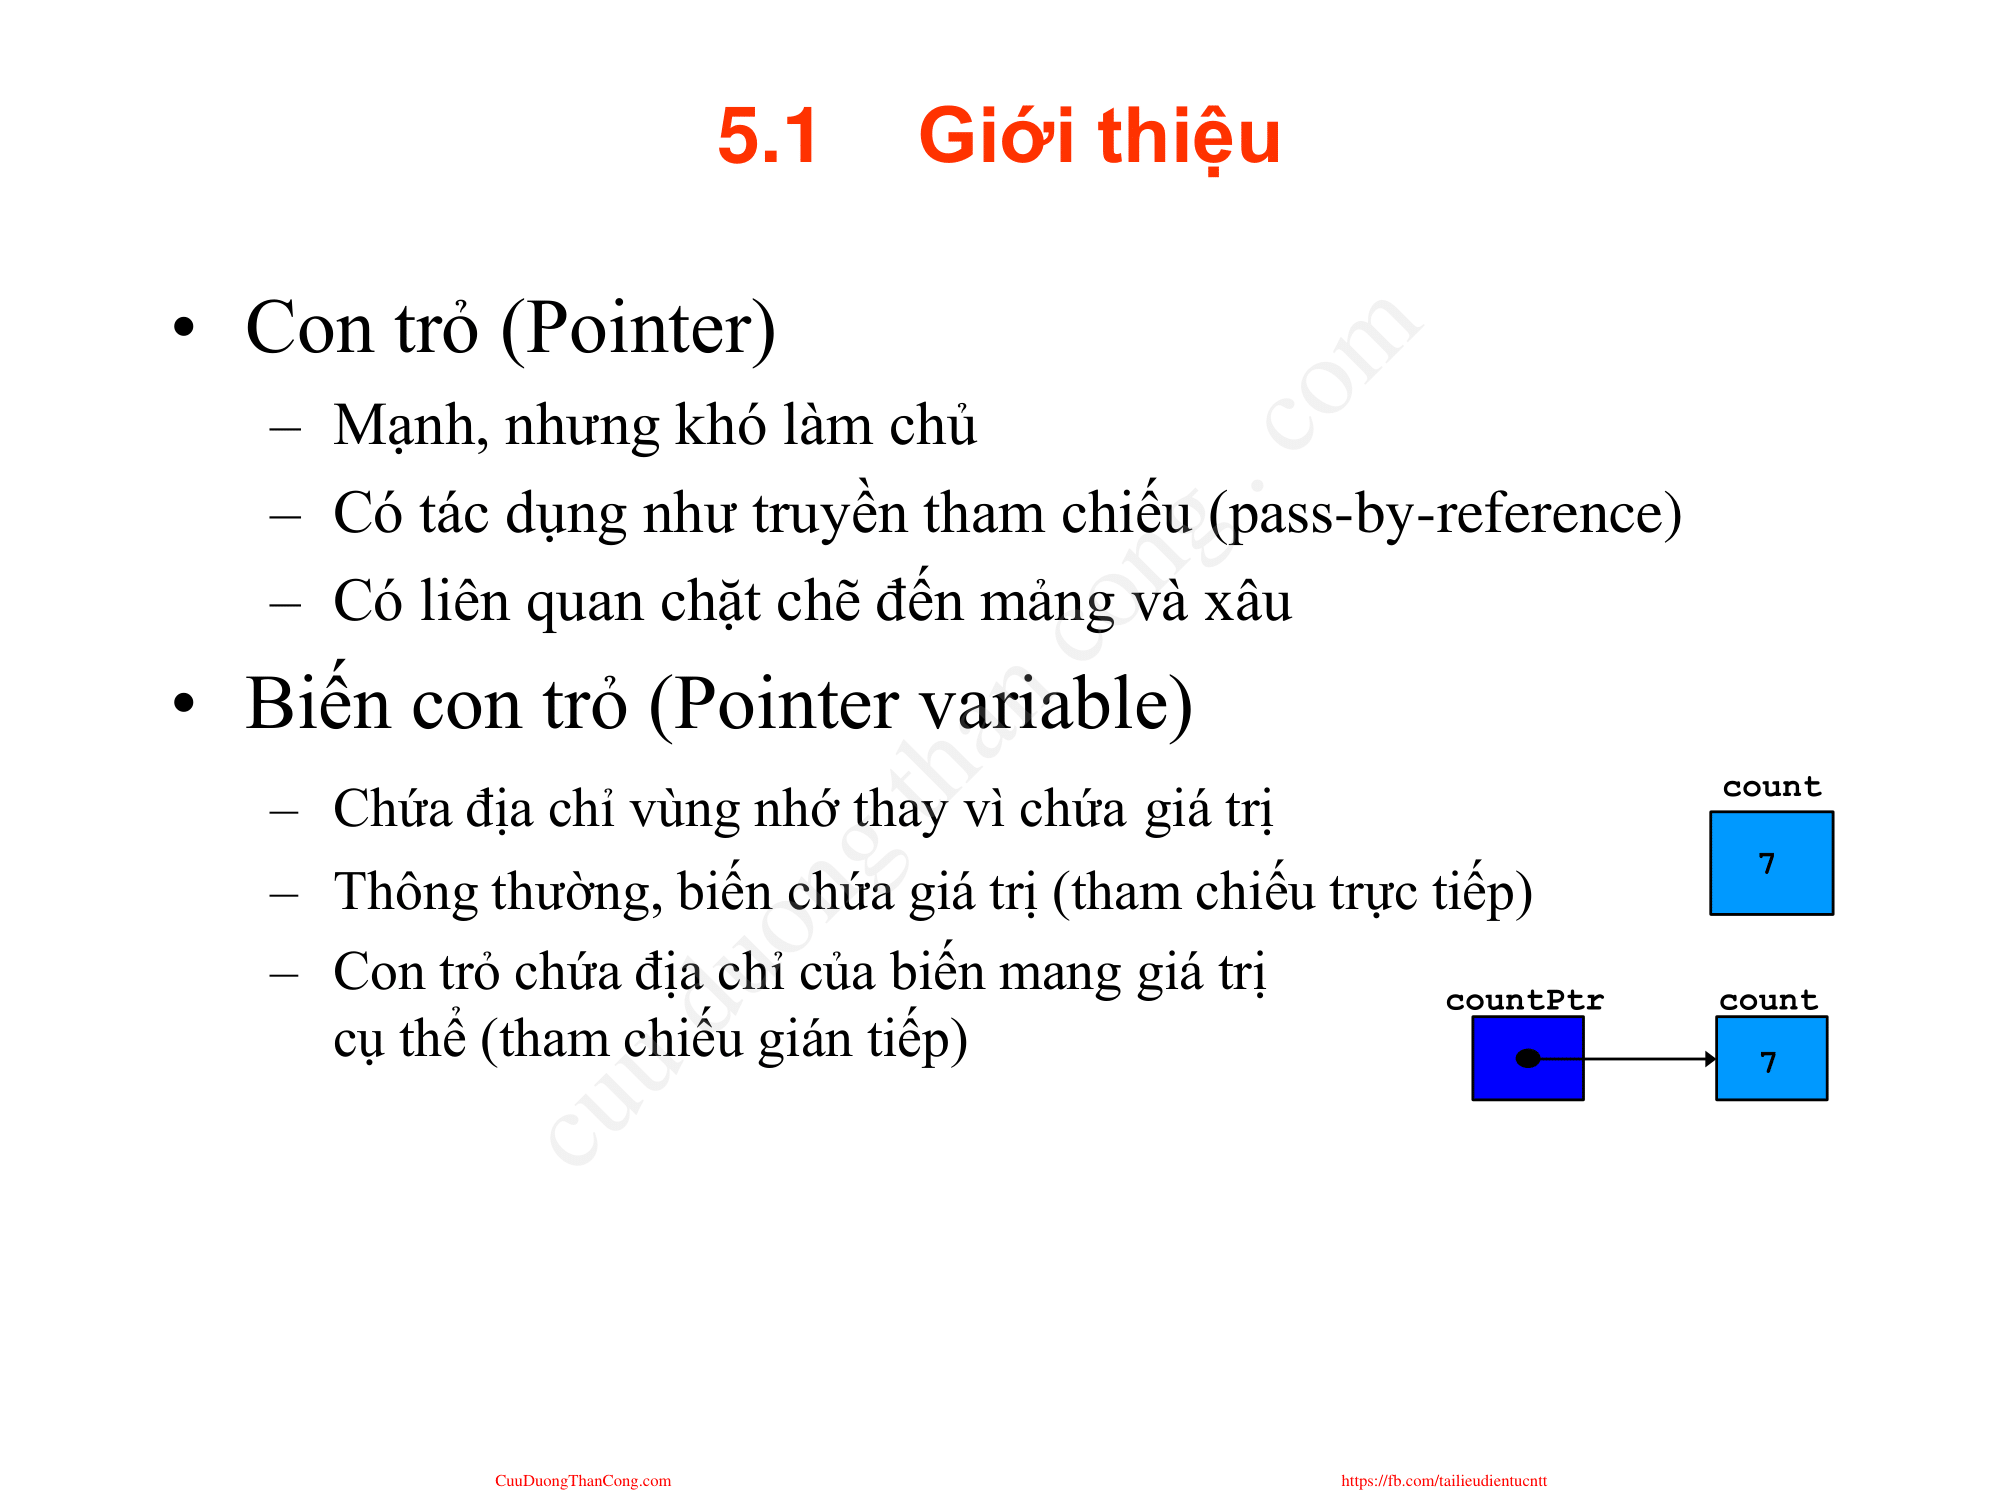 5.1 Giới thiệu
• Con trỏ (Pointer)
– Mạnh, nhưng khó làm chủ
– Có tác dụng như truyền tham chiếu (pass-by-reference)
– Có liên quan chặt chẽ đến mảng và xâu
• Biến con trỏ (Pointer variable)
– Chứa địa chỉ vùng nhớ thay vì chứa giá trị
– Thông thường, biến chứa giá trị (tham chiếu trực tiếp)
– Con trỏ chứa địa chỉ của biến mang giá trị
cụ thể (tham chiếu gián tiếp)
count
7
countPtr count
7
cuu duong than cong . com
CuuDuongThanCong.com https://fb.com/tailieudientucntt